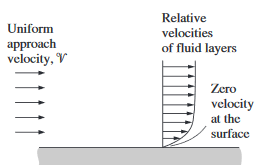 Uniform
approach
velocity, 𝒱
Relative
velocities
of fluid layers
Zero
velocity
at the
surface